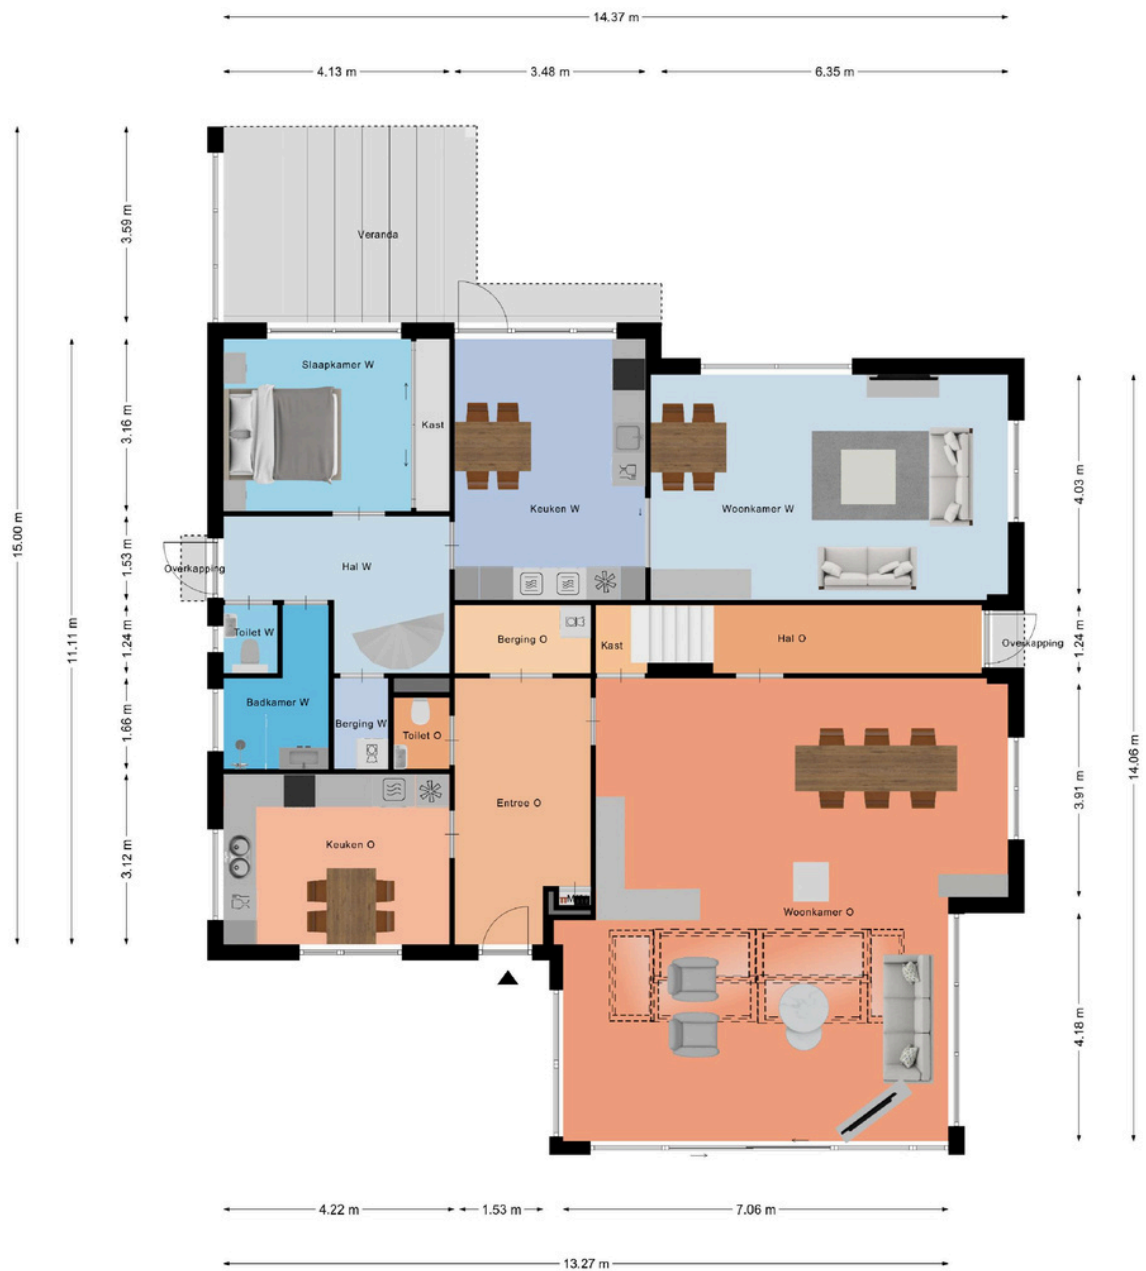 14.37 m
4.13 m
3.48 m
6.35 m
3.59 m
Veranda
15.00 m
11.11 m
3.16 m
Slaapkamer W
Kast
Keuken W
Woonkamer W
4.03 m
1.53 m
Overkapping
Hal W
1.24 m
Toilet W
Berging O
Kast
Hal O
Overkapping
1.24 m
1.66 m
Badkamer W
Berging W
Toilet O
14.06 m
3.91 m
Entree O
3.12 m
Keuken O
Woonkamer O
4.18 m
4.22 m
1.53 m
7.06 m
13.27 m